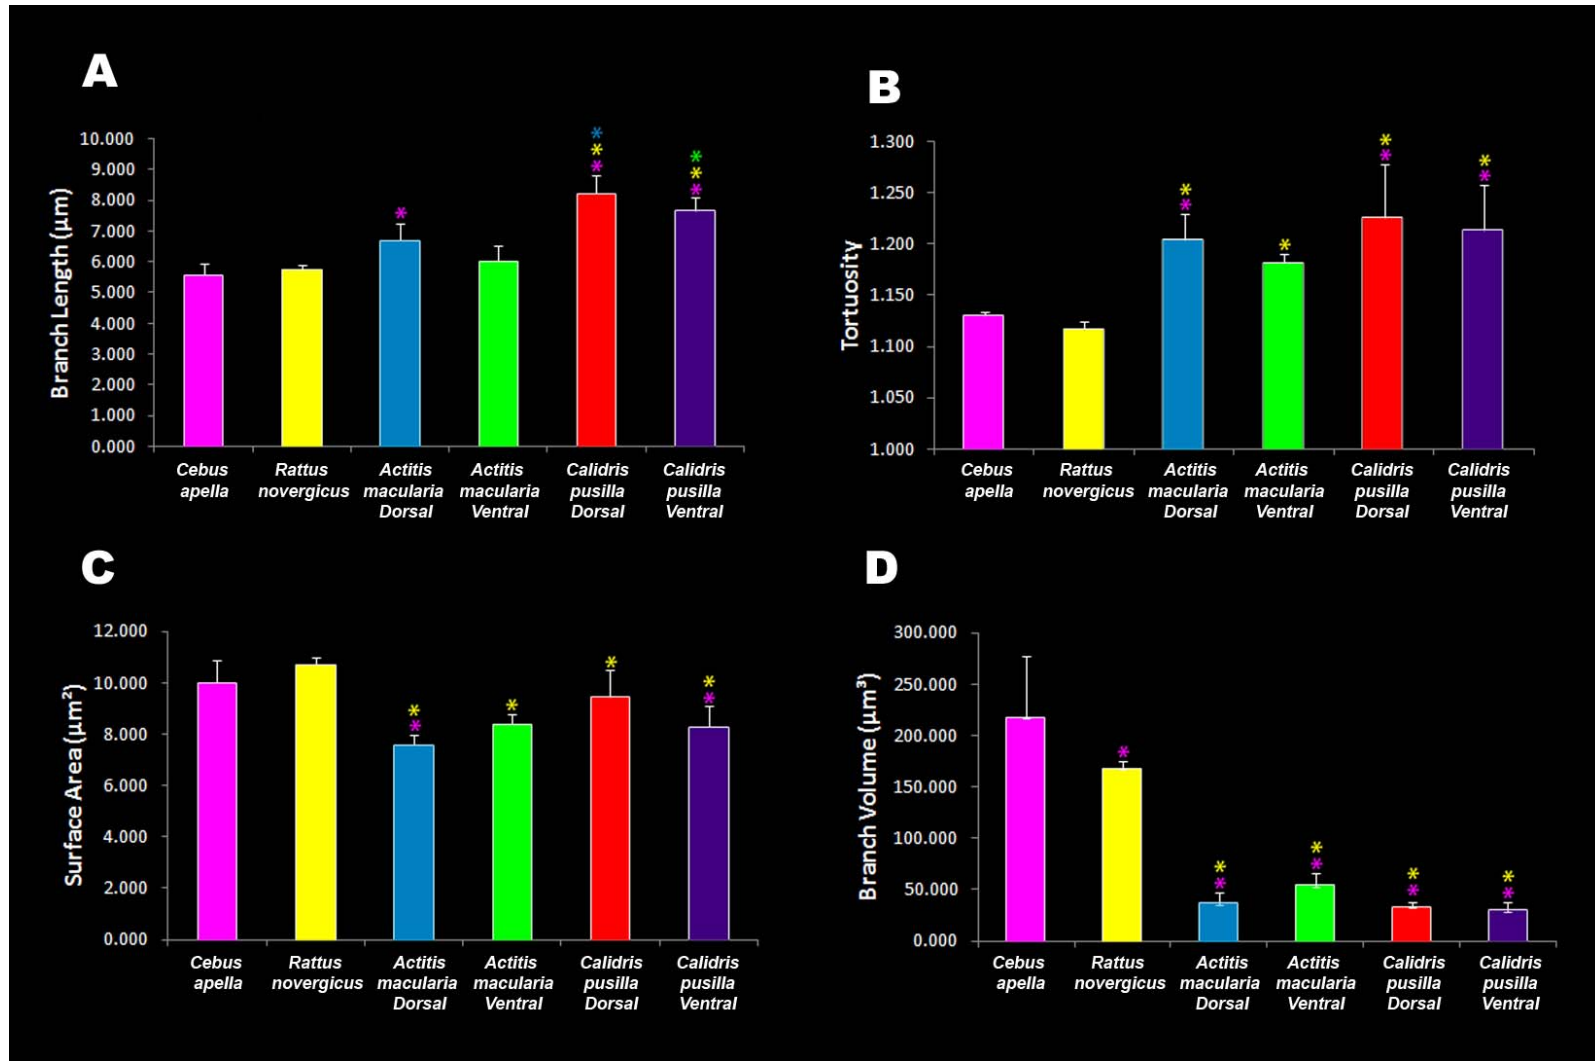 A
Branch Length (µm)
10.000
9.000
8.000
7.000
6.000
5.000
4.000
3.000
2.000
1.000
0.000
*
*
*
*
*
*
*
Cebus
apella
Rattus
novergicus
Actitis
macularia
Dorsal
Actitis
macularia
Ventral
Calidris
pusilla
Dorsal
Calidris
pusilla
Ventral
B
Tortuosity
1.300
1.250
1.200
1.150
1.100
1.050
1.000
*
*
*
*
*
*
*
Cebus
apella
Rattus
novergicus
Actitis
macularia
Dorsal
Actitis
macularia
Ventral
Calidris
pusilla
Dorsal
Calidris
pusilla
Ventral
C
Surface Area (µm²)
12.000
10.000
8.000
6.000
4.000
2.000
0.000
*
*
*
*
*
*
Cebus
apella
Rattus
novergicus
Actitis
macularia
Dorsal
Actitis
macularia
Ventral
Calidris
pusilla
Dorsal
Calidris
pusilla
Ventral
D
Branch Volume (µm³)
300.000
250.000
200.000
150.000
100.000
50.000
0.000
*
*
*
*
*
*
*
*
*
Cebus
apella
Rattus
novergicus
Actitis
macularia
Dorsal
Actitis
macularia
Ventral
Calidris
pusilla
Dorsal
Calidris
pusilla
Ventral